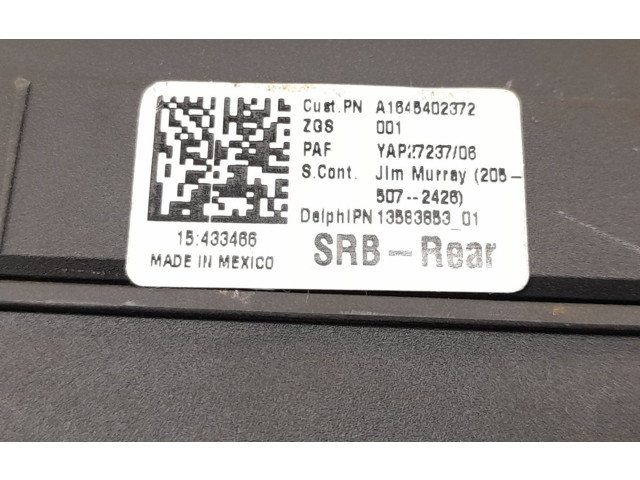 Cust.PN A1645402372
ZGS 001
PAF YAP27237/06
S.Cont. Jim Murray (205-
507--2426)
DelphiPN 13583853_01
15:433466
MADE IN MEXICO
SRB-Rear